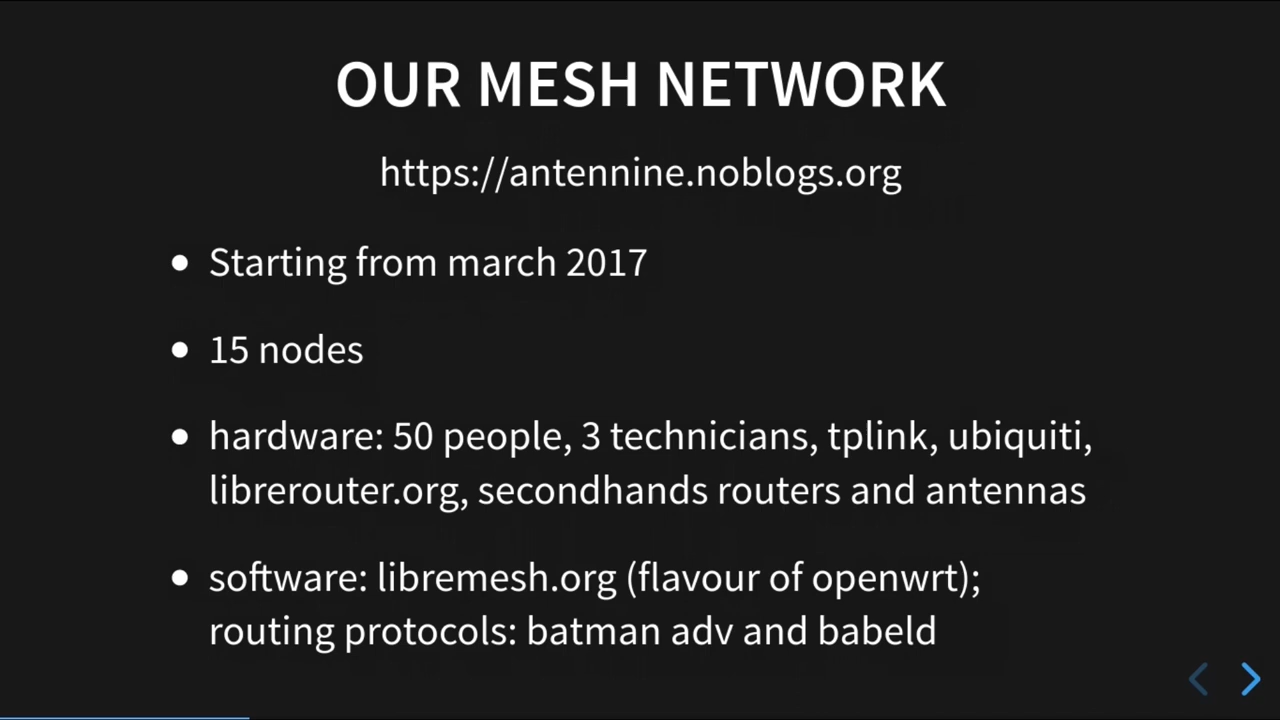 OUR MESH NETWORK
https://antennine.noblogs.org
Starting from march 2017
15 nodes
hardware: 50 people, 3 technicians, tplink, ubiquiti,
librerouter.org, secondhands routers and antennas
software: libremesh.org (flavour of openwrt);
routing protocols: batman adv and babeld